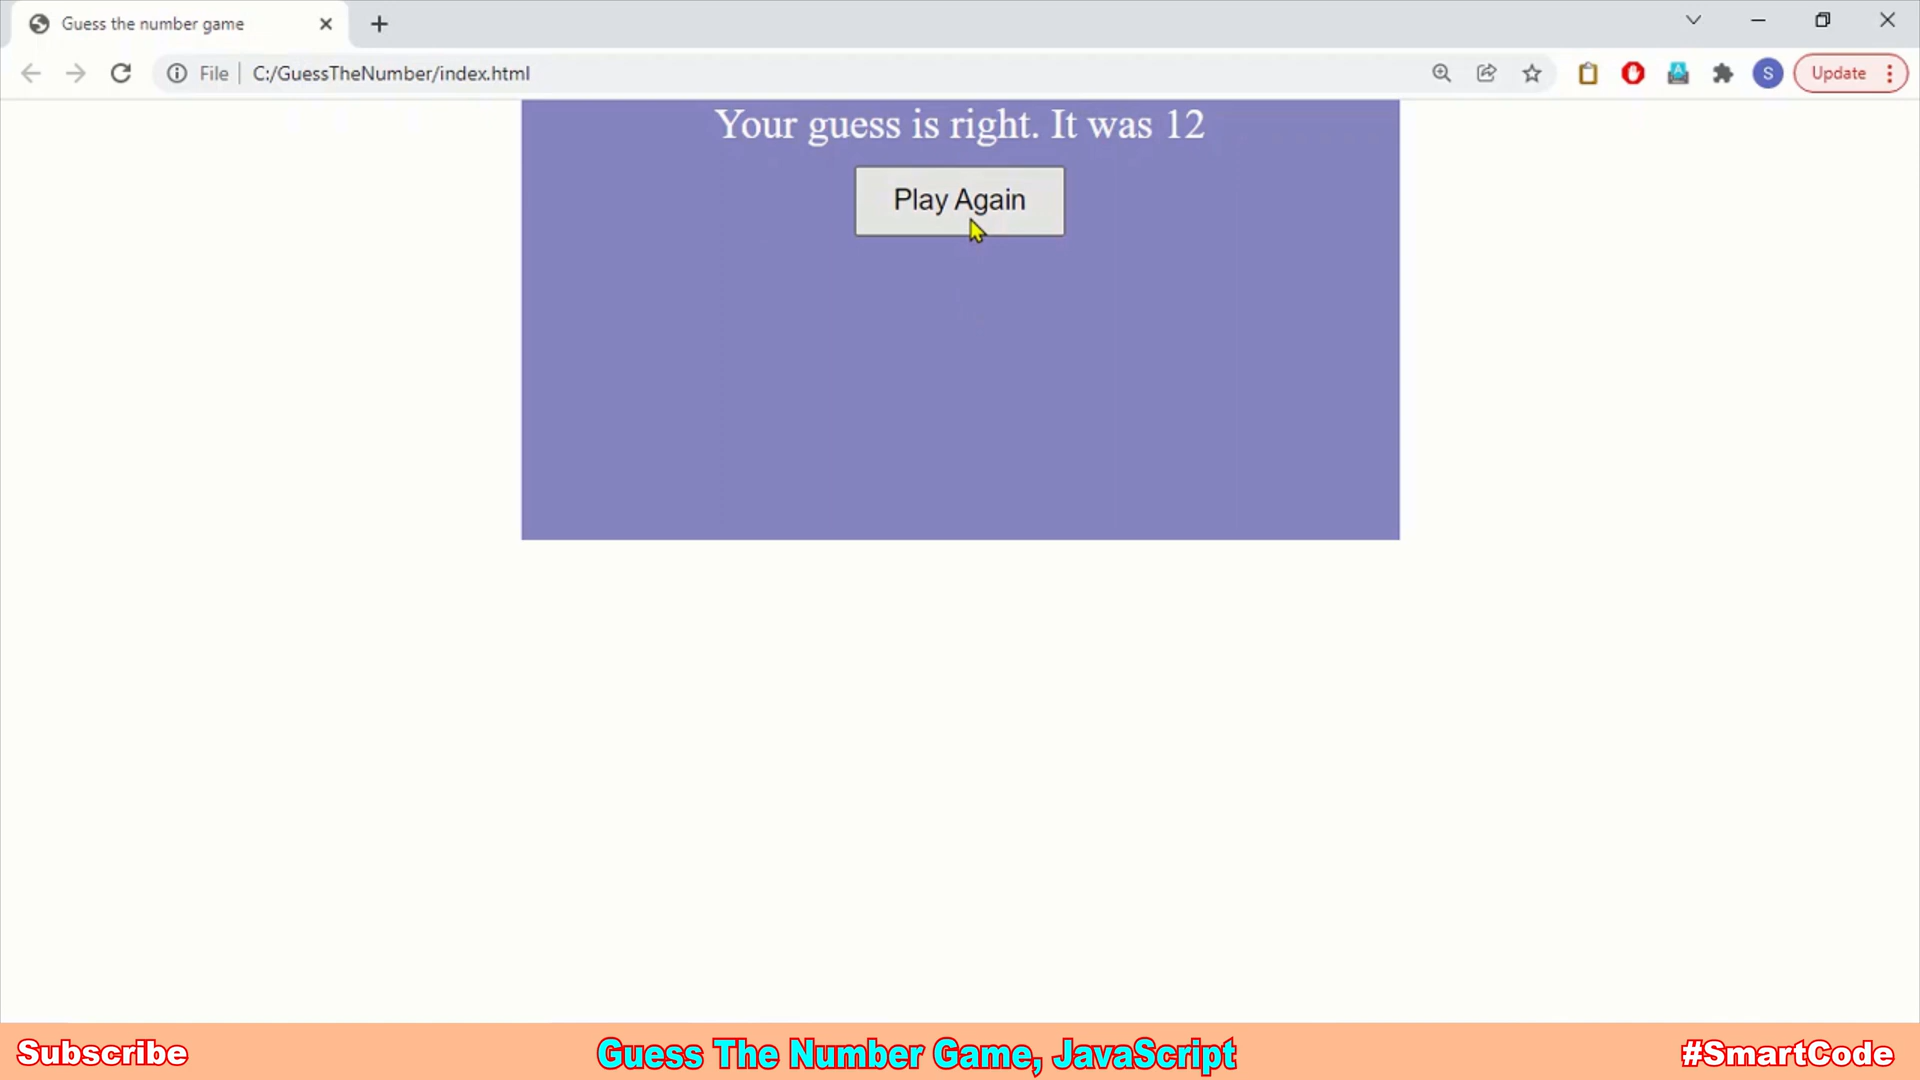 Guess the number game
File
C:/GuessTheNumber/index.html
S
Update
Your guess is right. It was 12
Play Again
Subscribe
Guess The Number Game, JavaScript
#SmartCode